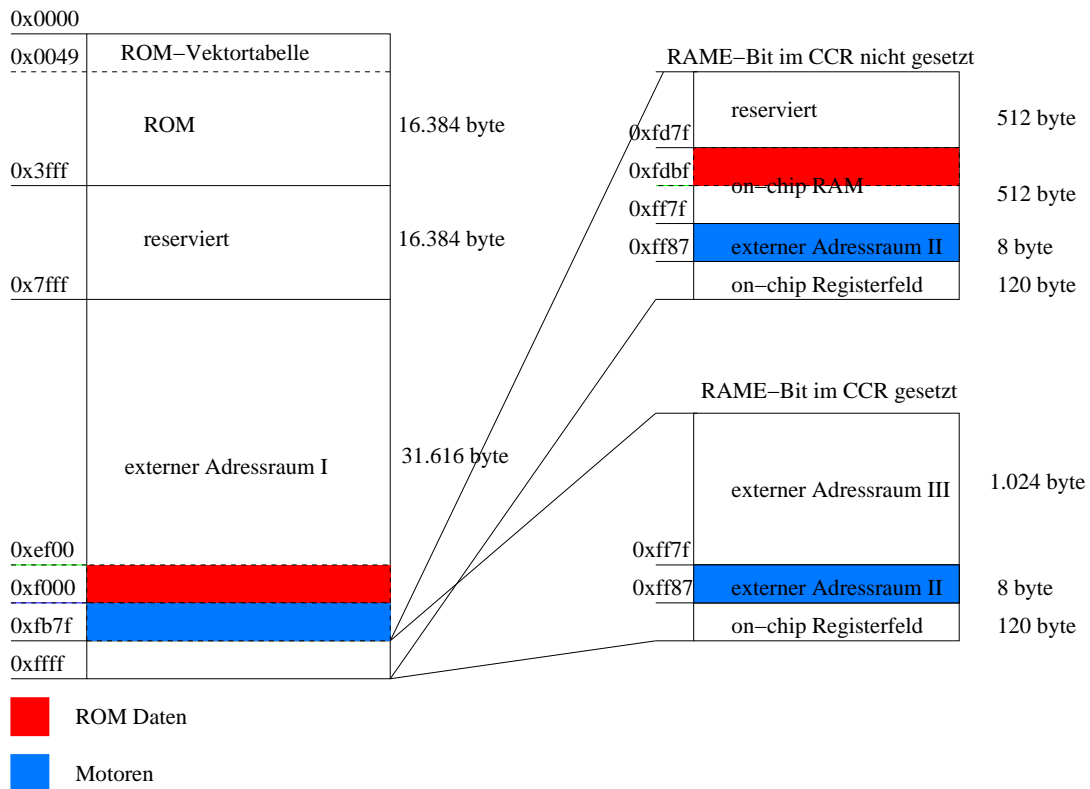 0x0000
0x0049
ROM−Vektortabelle
ROM
16.384 byte
0x3fff
reserviert
16.384 byte
0x7fff
externer Adressraum I
31.616 byte
0xef00
0xf000
0xfb7f
0xffff
ROM Daten
Motoren
RAME−Bit im CCR nicht gesetzt
reserviert
512 byte
0xfd7f
0xfdbf
on−chip RAM
512 byte
0xff7f
0xff87
externer Adressraum II
8 byte
on−chip Registerfeld
120 byte
RAME−Bit im CCR gesetzt
externer Adressraum III
1.024 byte
0xff7f
0xff87
externer Adressraum II
8 byte
on−chip Registerfeld
120 byte